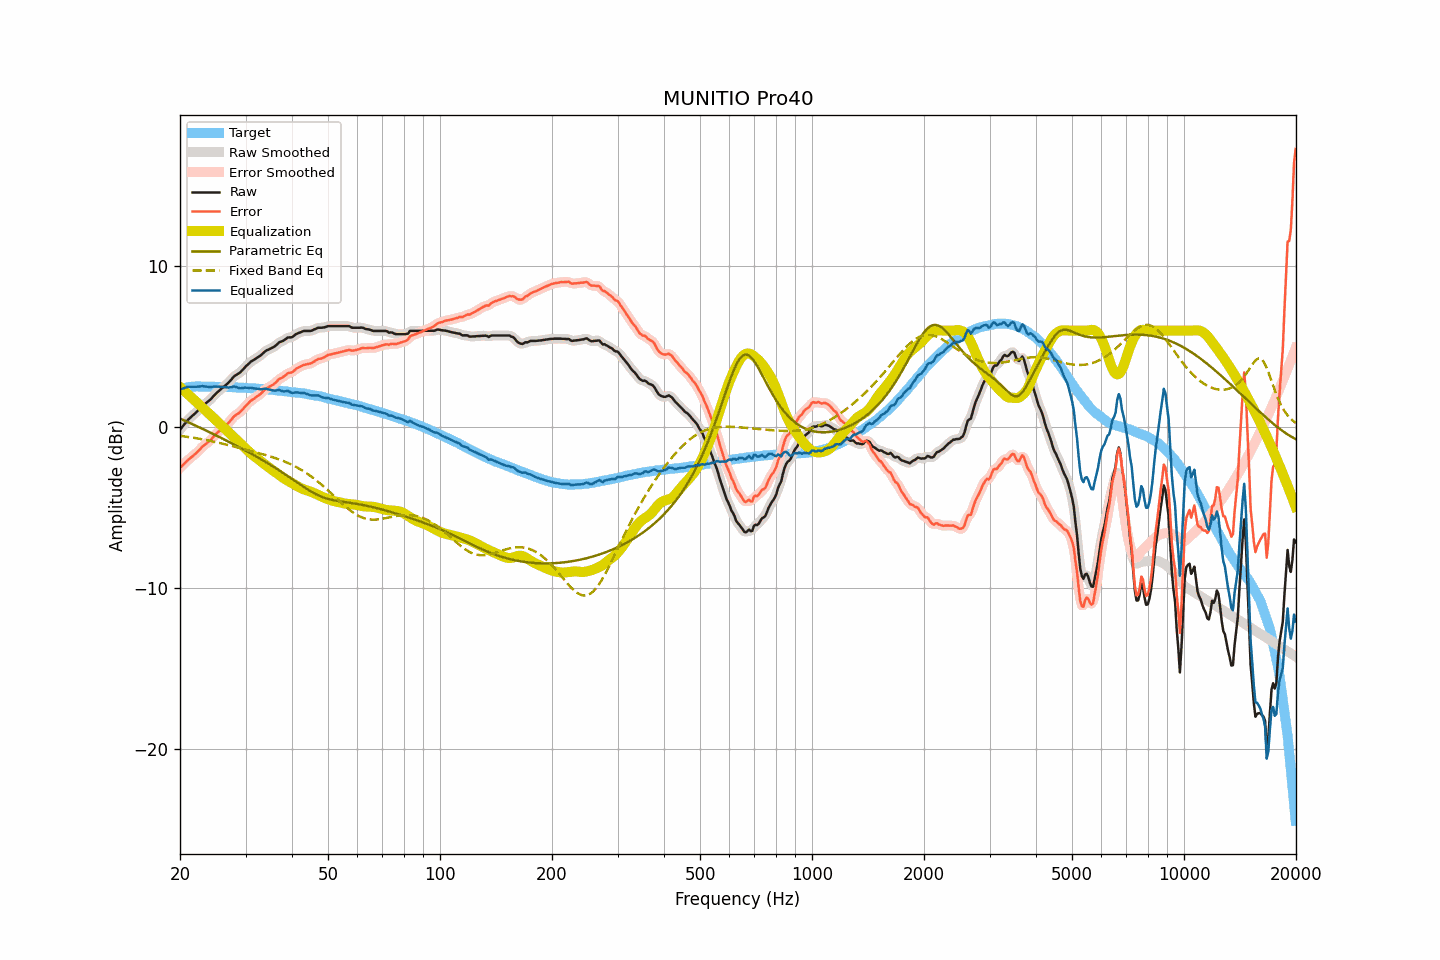 MUNITIO Pro40
Target
Raw Smoothed
Error Smoothed
Raw
Error
Equalization
Parametric Eq
Fixed Band Eq
Equalized
10
0
−10
−20
Amplitude (dBr)
20
50
100
200
500
1000
2000
5000
10000
20000
Frequency (Hz)